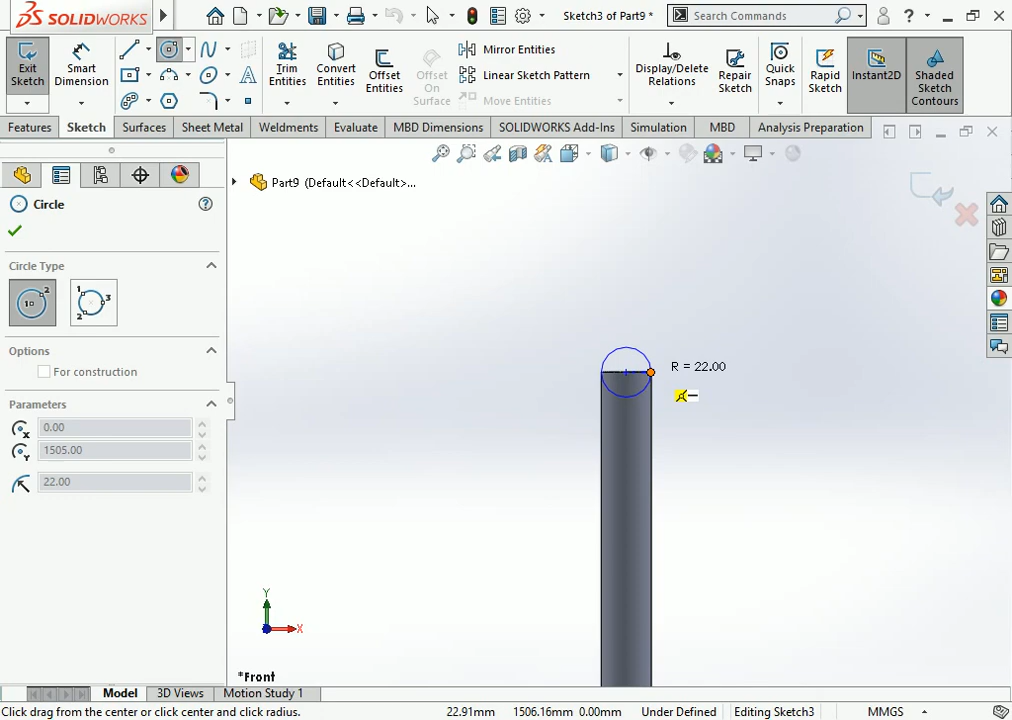 SOLIDWORKS
Sketch3 of Part9 *
Search Commands
?
Exit Sketch
Smart Dimension
Trim Entities
Convert Entities
Offset Entities
Offset On Surface
Mirror Entities
Linear Sketch Pattern
Move Entities
Display/Delete Relations
Repair Sketch
Quick Snaps
Rapid Sketch
Instant2D
Shaded Sketch Contours
Features
Sketch
Surfaces
Sheet Metal
Weldments
Evaluate
MBD Dimensions
SOLIDWORKS Add-Ins
Simulation
MBD
Analysis Preparation
Part9 (Default<<Default>...
Circle
?
Circle Type
Options
For construction
Parameters
0.00
1505.00
22.00
R = 22.00
Y
X
*Front
Model
3D Views
Motion Study 1
Click drag from the center or click center and click radius.
22.91mm
1506.16mm
0.00mm
Under Defined
Editing Sketch3
MMGS